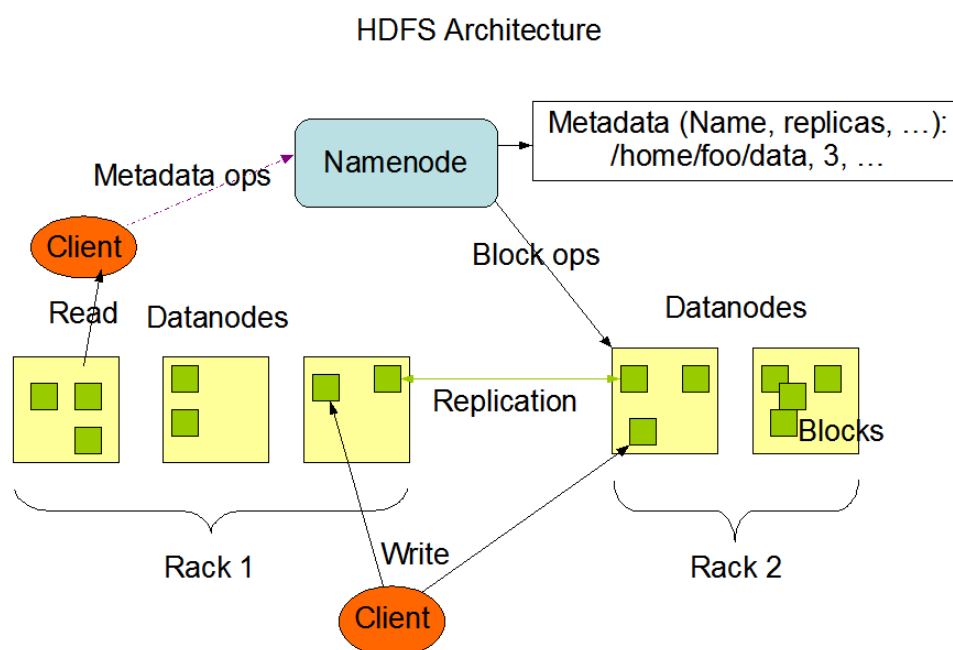 HDFS Architecture
Metadata (Name, replicas, …):
/home/foo/data, 3, …
Namenode
Metadata ops
Client
Block ops
Read
Datanodes
Datanodes
Replication
Blocks
Rack 1
Write
Rack 2
Client